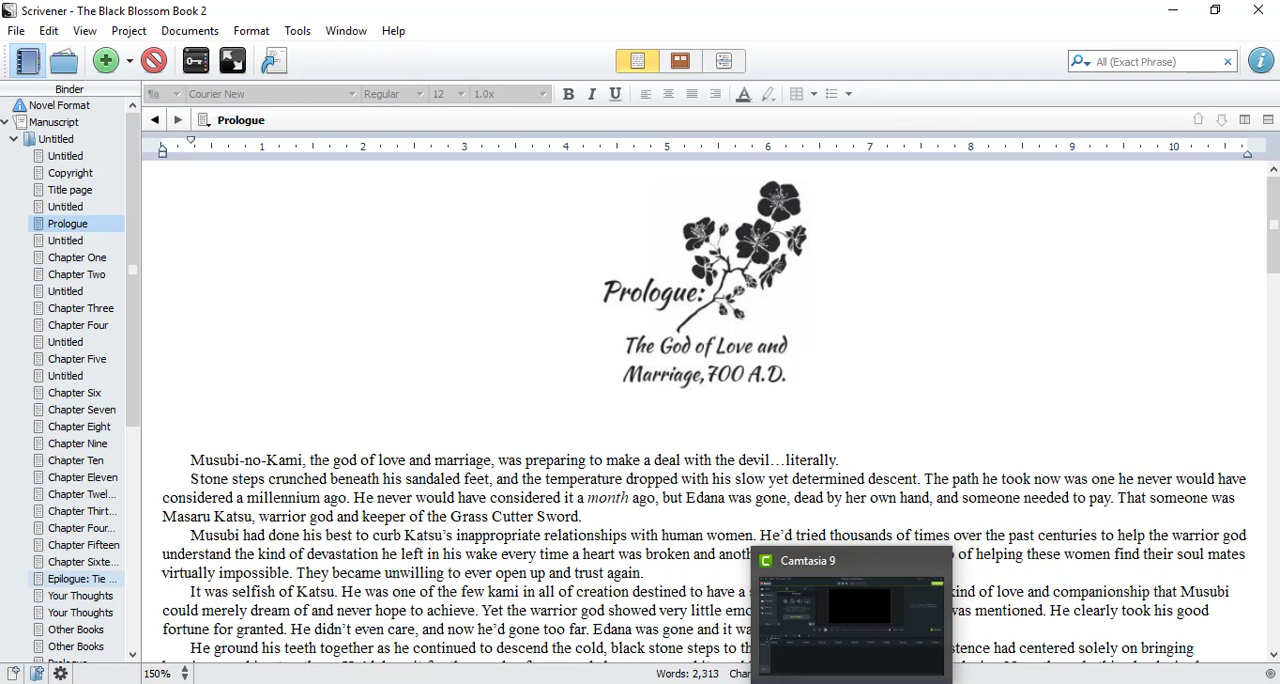 Scrivener - The Black Blossom Book 2
File Edit View Project Documents Format Tools Window Help
All (Exact Phrase)
Binder
Courier New Regular 12 1.0x B I U A
Novel Format
Manuscript
Untitled
Untitled
Copyright
Title page
Untitled
Prologue
Untitled
Chapter One
Chapter Two
Untitled
Chapter Three
Chapter Four
Untitled
Chapter Five
Untitled
Chapter Six
Chapter Seven
Chapter Eight
Chapter Nine
Chapter Ten
Chapter Eleven
Chapter Twel...
Chapter Thirt...
Chapter Four...
Chapter Fifteen
Chapter Sixte...
Epilogue: Tie ...
Your Thoughts
Your Thoughts
Other Books
Other Books
Prologue
1 2 3 4 5 6 7 8 9 10
Prologue:
The God of Love and
Marriage, 700 A.D.
Musubi-no-Kami, the god of love and marriage, was preparing to make a deal with the devil…literally.
Stone steps crunched beneath his sandaled feet, and the temperature dropped with his slow yet determined descent. The path he took now was one he never would have
considered a millennium ago. He never would have considered it a month ago, but Edana was gone, dead by her own hand, and someone needed to pay. That someone was
Masaru Katsu, warrior god and keeper of the Grass Cutter Sword.
Musubi had done his best to curb Katsu's inappropriate relationships with human women. He'd tried thousands of times over the past centuries to help the warrior god
understand the kind of devastation he left in his wake every time a heart was broken and of helping these women find their soul mates
virtually impossible. They became unwilling to ever open up and trust again.
It was selfish of Katsu. He was one of the few kami in all of creation destined to have a kind of love and companionship that Musubi
could merely dream of and never hope to achieve. Yet the warrior god showed very little was mentioned. He clearly took his good
fortune for granted. He didn't even care, and now he'd gone too far. Edana was gone and it
He ground his teeth together as he continued to descend the cold, black stone steps to had centered solely on bringing
Camtasia 9
150%
Words: 2,313